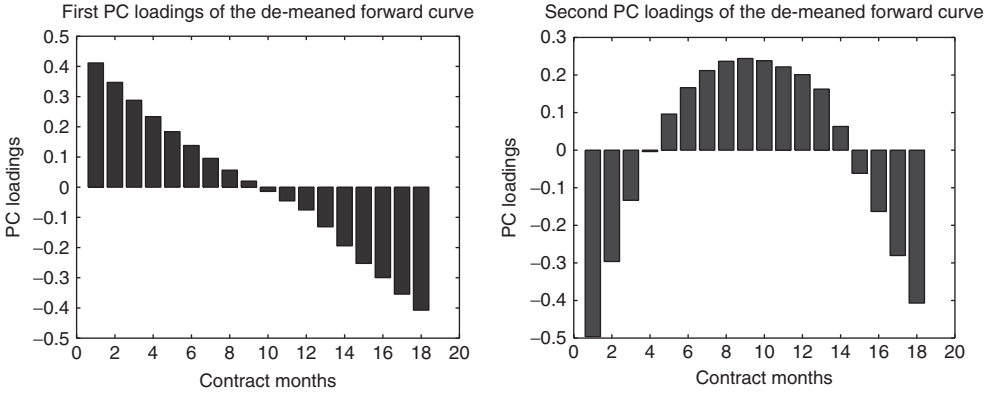 First PC loadings of the de-meaned forward curve
0.5
0.4
0.3
0.2
0.1
0
−0.1
−0.2
−0.3
−0.4
−0.5
PC loadings
0 2 4 6 8 10 12 14 16 18 20
Contract months
Second PC loadings of the de-meaned forward curve
0.3
0.2
0.1
0
−0.1
−0.2
−0.3
−0.4
−0.5
PC loadings
0 2 4 6 8 10 12 14 16 18 20
Contract months